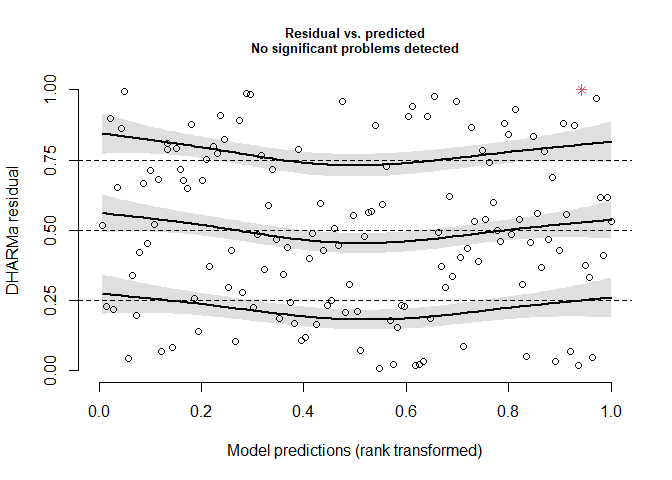 Residual vs. predicted
No significant problems detected
1.00
0.75
0.50
0.25
0.00
DHARMa residual
0.0 0.2 0.4 0.6 0.8 1.0
Model predictions (rank transformed)